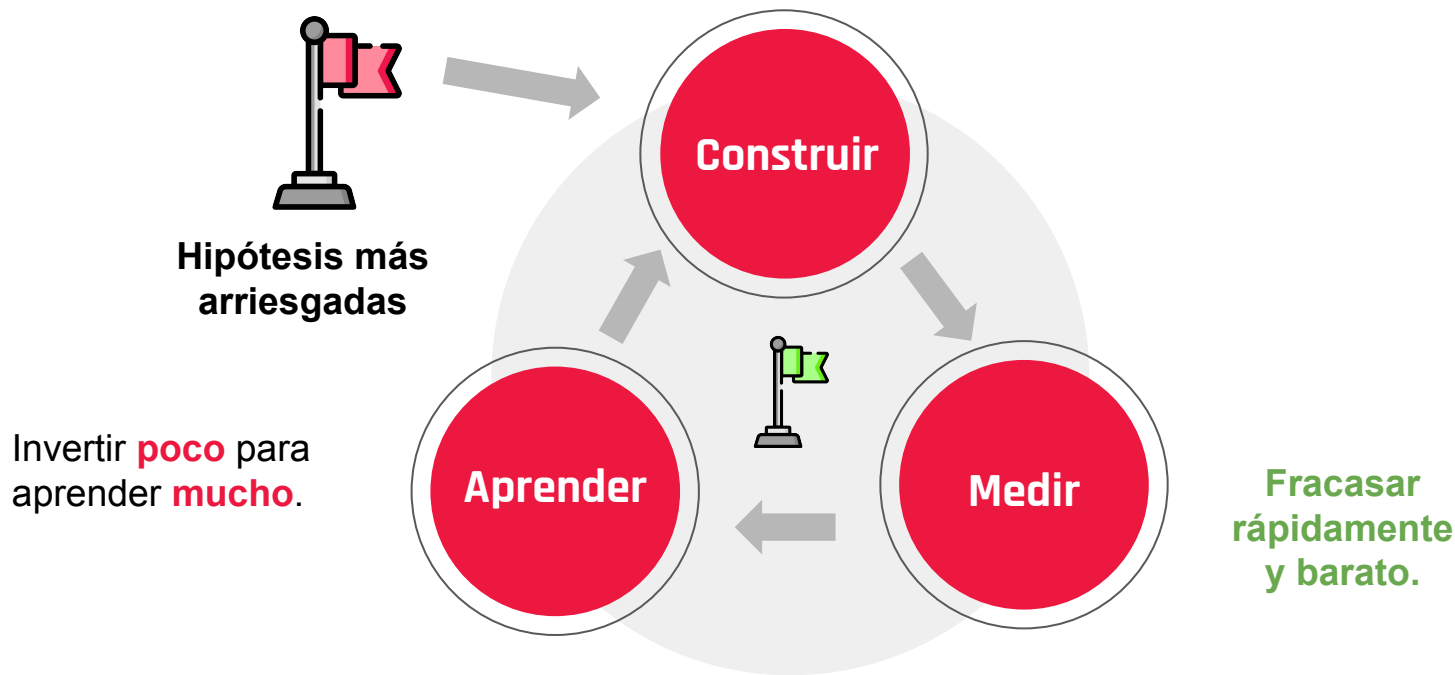 Construir
Hipótesis más
arriesgadas
Invertir poco para
aprender mucho.
Aprender
Medir
Fracasar
rápidamente
y barato.